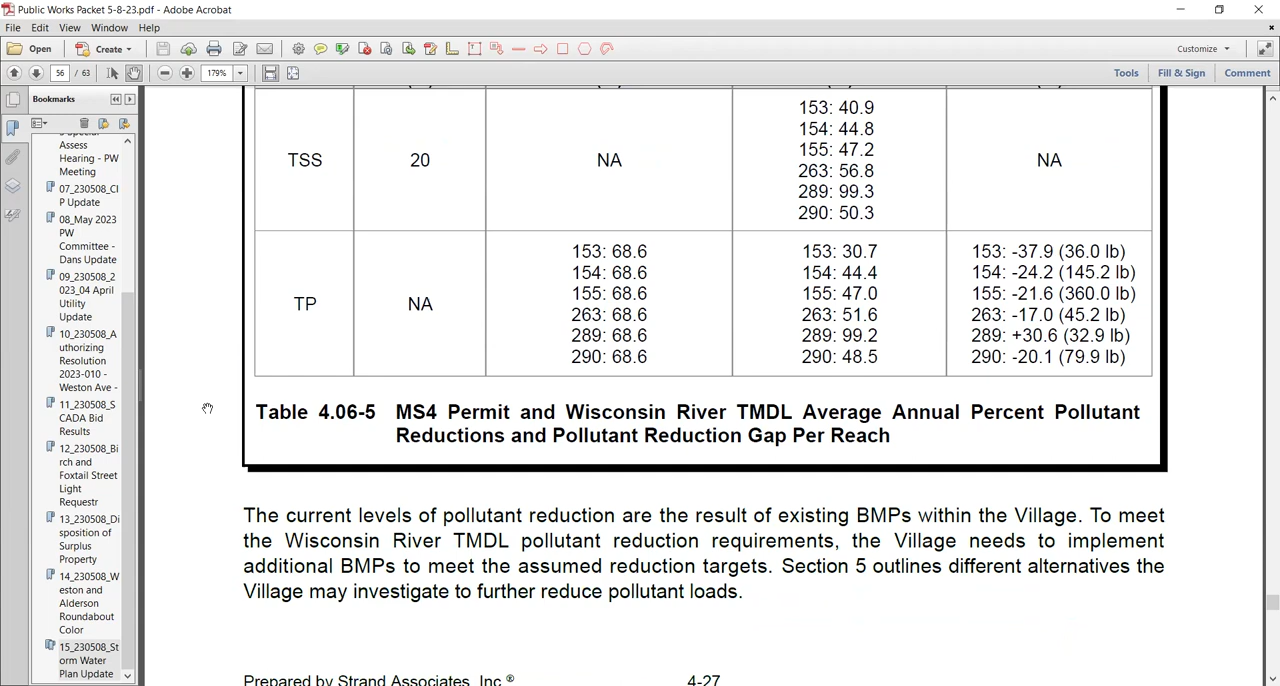 Public Works Packet 5-8-23.pdf - Adobe Acrobat
File Edit View Window Help
Open Create Customize
56 / 63 179% Tools Fill & Sign Comment
Bookmarks
Assess
Hearing - PW
Meeting
07_230508_CI
P Update
08_May 2023
PW
Committee -
Dans Update
09_230508_2
023_04 April
Utility
Update
10_230508_A
uthorizing
Resolution
2023-010 -
Weston Ave -
11_230508_S
CADA Bid
Results
12_230508_Bi
rch and
Foxtail Street
Light
Requestr
13_230508_Di
sposition of
Surplus
Property
14_230508_W
eston and
Alderson
Roundabout
Color
15_230508_St
orm Water
Plan Update
TSS
20
NA
153: 40.9
154: 44.8
155: 47.2
263: 56.8
289: 99.3
290: 50.3
NA
TP
NA
153: 68.6
154: 68.6
155: 68.6
263: 68.6
289: 68.6
290: 68.6
153: 30.7
154: 44.4
155: 47.0
263: 51.6
289: 99.2
290: 48.5
153: -37.9 (36.0 lb)
154: -24.2 (145.2 lb)
155: -21.6 (360.0 lb)
263: -17.0 (45.2 lb)
289: +30.6 (32.9 lb)
290: -20.1 (79.9 lb)
Table 4.06-5 MS4 Permit and Wisconsin River TMDL Average Annual Percent Pollutant
Reductions and Pollutant Reduction Gap Per Reach
The current levels of pollutant reduction are the result of existing BMPs within the Village. To meet
the Wisconsin River TMDL pollutant reduction requirements, the Village needs to implement
additional BMPs to meet the assumed reduction targets. Section 5 outlines different alternatives the
Village may investigate to further reduce pollutant loads.
Prepared by Strand Associates, Inc.® 4-27